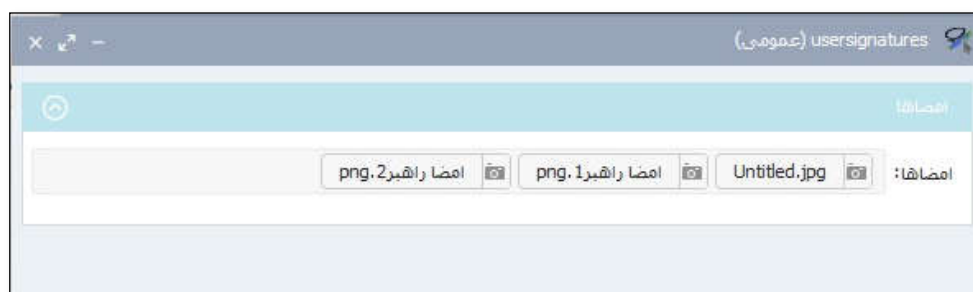 usersignatures (عمومی)
امضاها
امضاها: Untitled.jpg امضا راهبر1.png امضا راهبر2.png